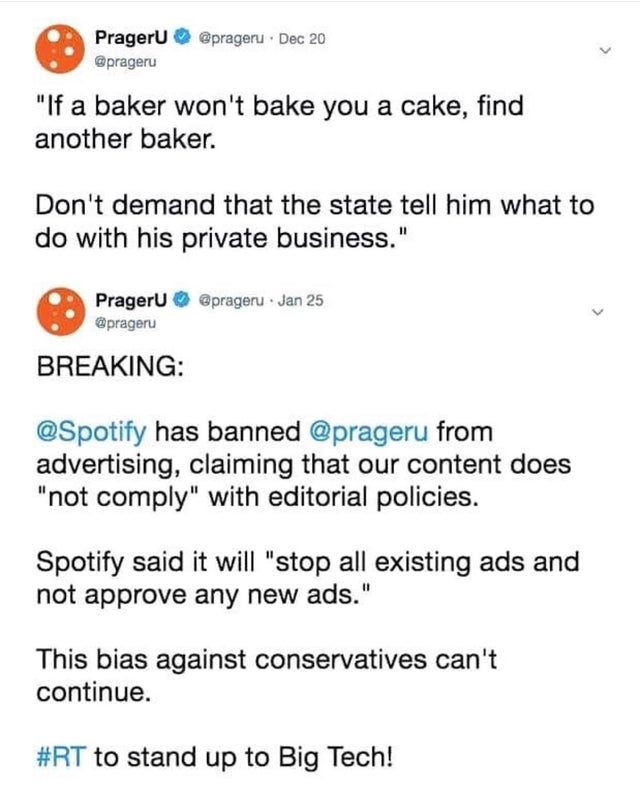 PragerU @prageru · Dec 20
@prageru
"If a baker won't bake you a cake, find
another baker.
Don't demand that the state tell him what to
do with his private business."
PragerU @prageru · Jan 25
@prageru
BREAKING:
@Spotify has banned @prageru from
advertising, claiming that our content does
"not comply" with editorial policies.
Spotify said it will "stop all existing ads and
not approve any new ads."
This bias against conservatives can't
continue.
#RT to stand up to Big Tech!